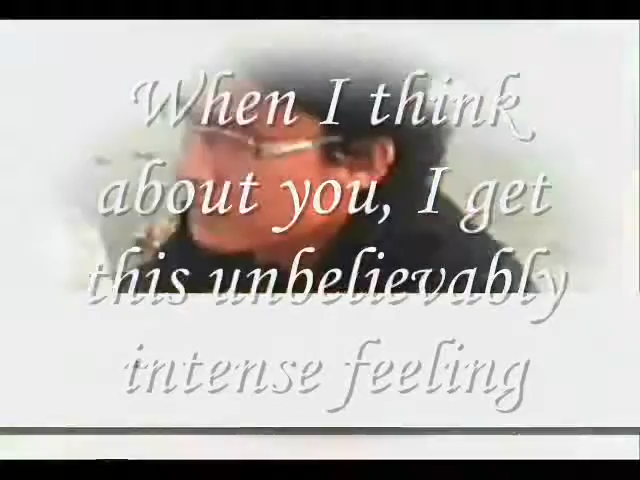 When I think
about you, I get
this unbelievably
intense feeling